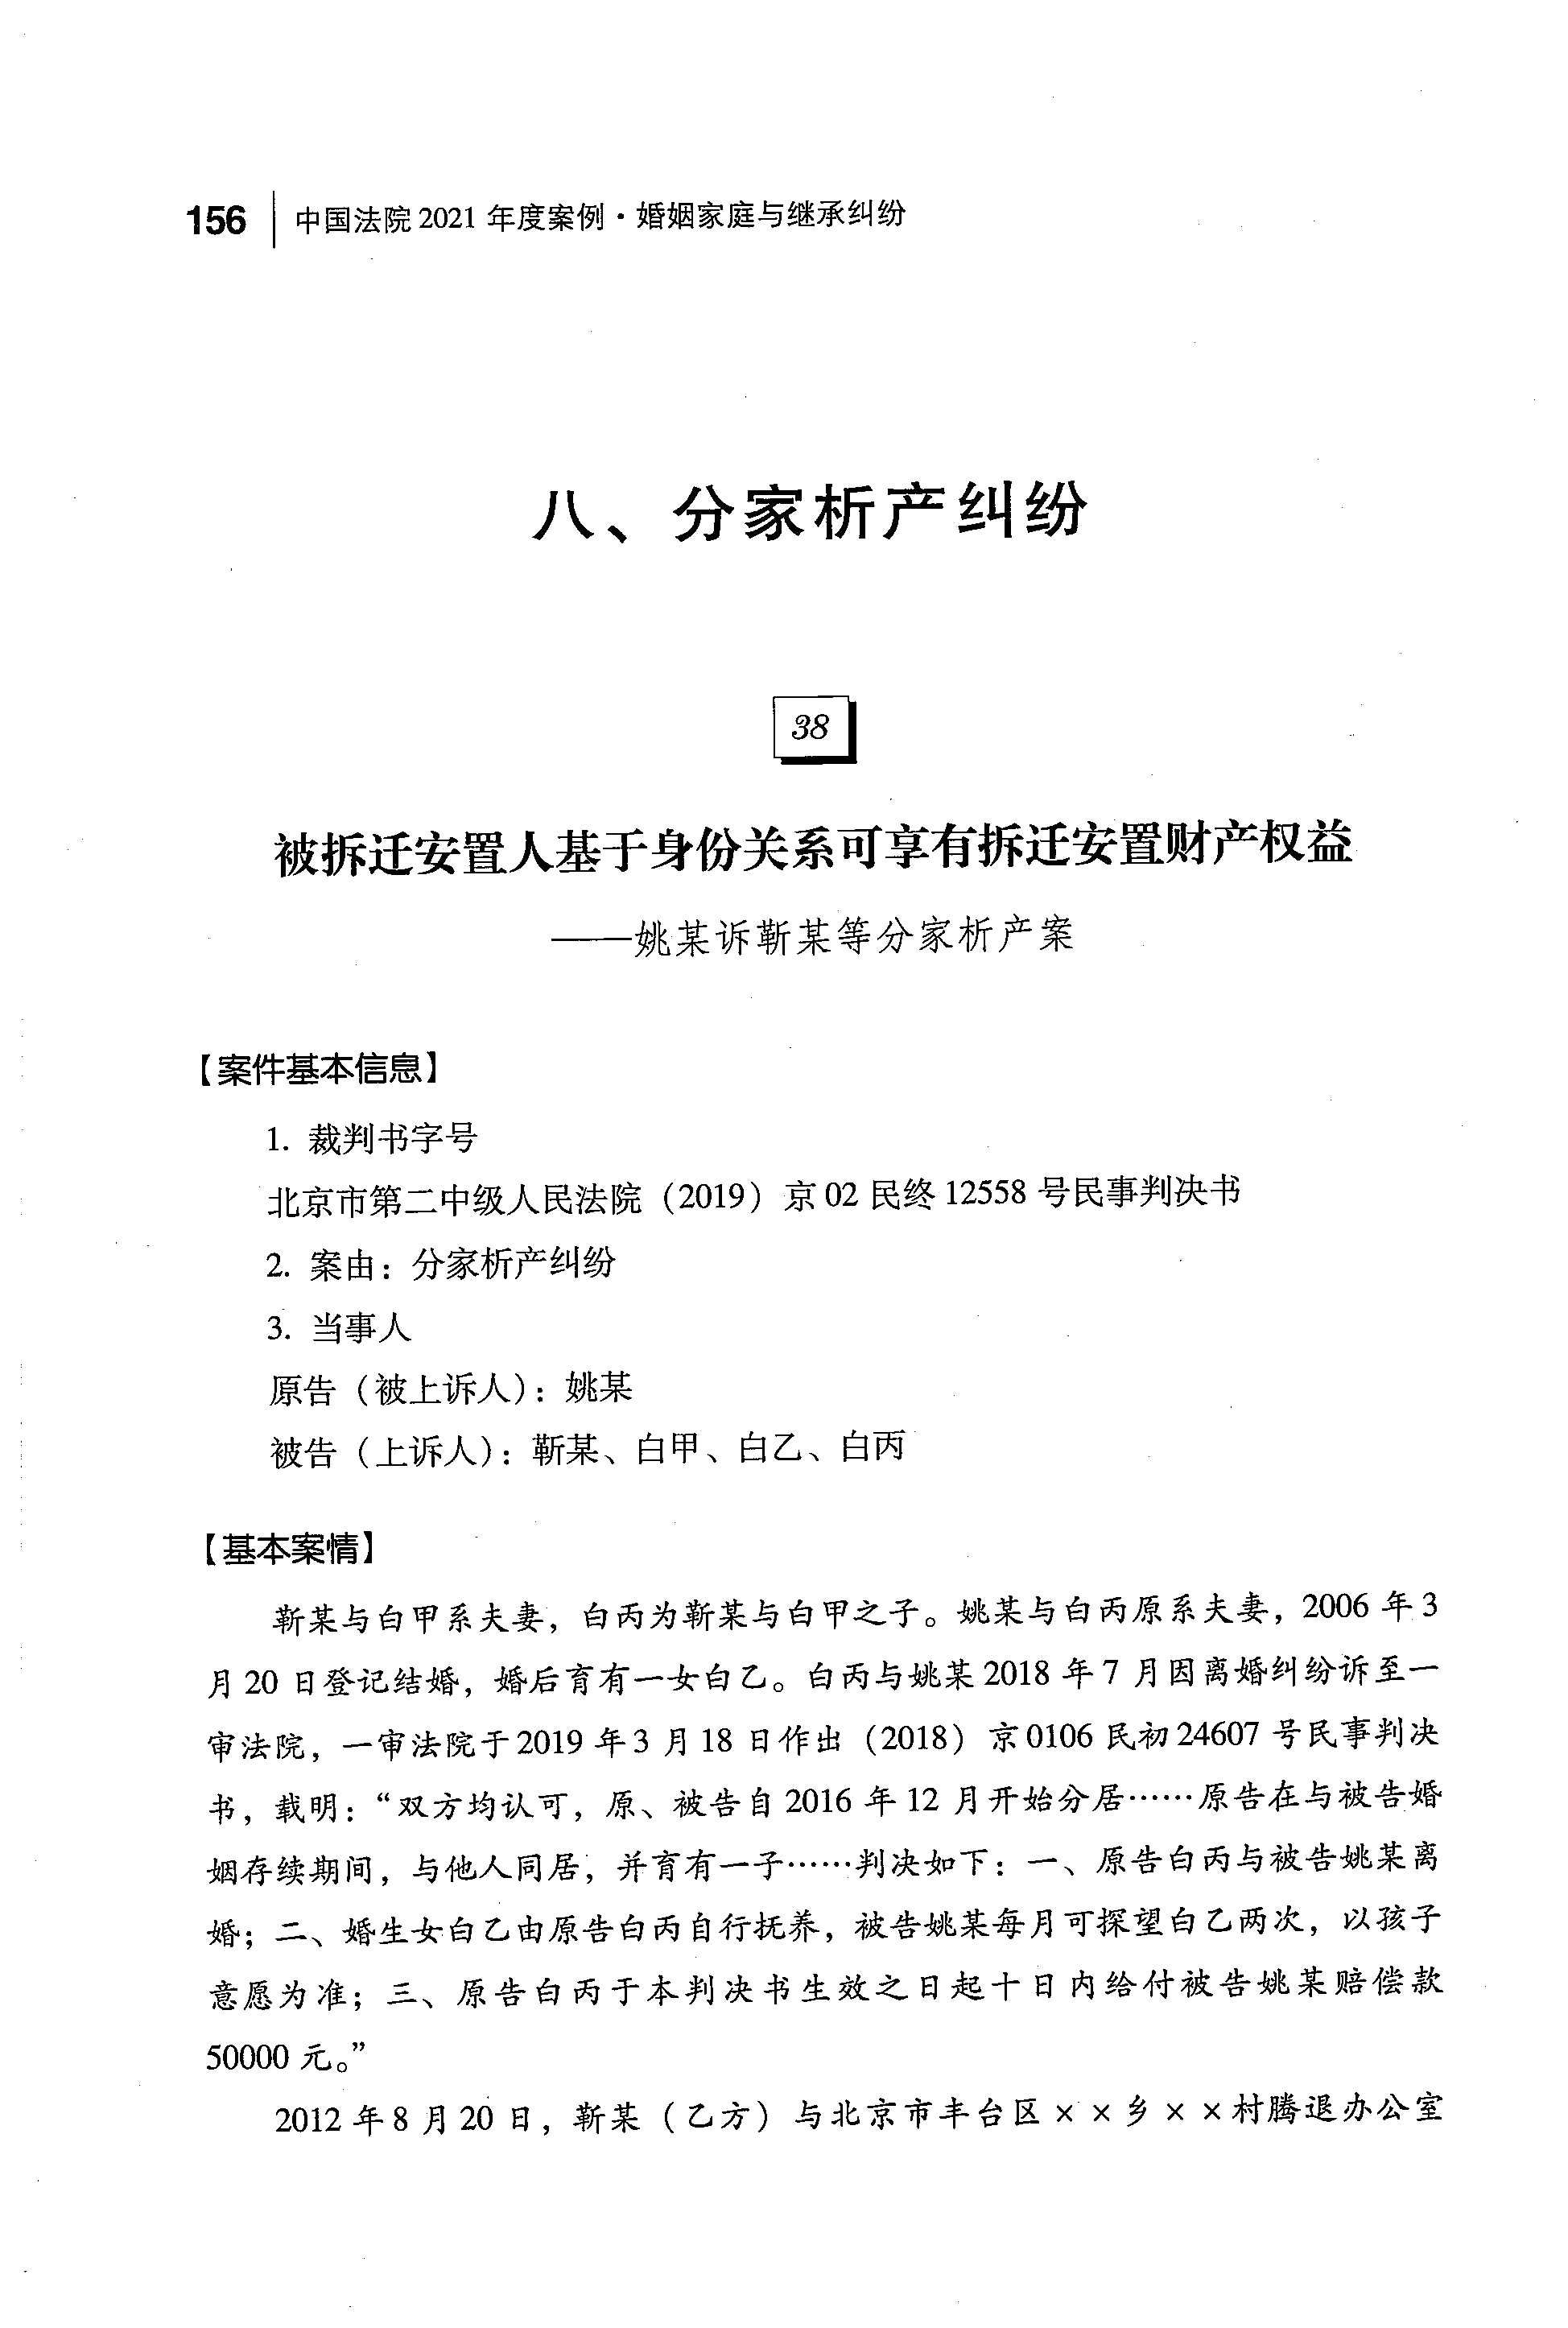 156 中国法院2021年度案例·婚姻家庭与继承纠纷
八、分家析产纠纷
38
被拆迁安置人基于身份关系可享有拆迁安置财产权益
——姚某诉靳某等分家析产案
【案件基本信息】
1. 裁判书字号
北京市第二中级人民法院（2019）京02民终12558号民事判决书
2. 案由：分家析产纠纷
3. 当事人
原告（被上诉人）：姚某
被告（上诉人）：靳某、白甲、白乙、白丙
【基本案情】
靳某与白甲系夫妻，白丙为靳某与白甲之子。姚某与白丙原系夫妻，2006年3
月20日登记结婚，婚后育有一女白乙。白丙与姚某2018年7月因离婚纠纷诉至一
审法院，一审法院于2019年3月18日作出（2018）京0106民初24607号民事判决
书，载明：“双方均认可，原、被告自2016年12月开始分居……原告在与被告婚
姻存续期间，与他人同居，并育有一子……判决如下：一、原告白丙与被告姚某离
婚；二、婚生女白乙由原告白丙自行抚养，被告姚某每月可探望白乙两次，以孩子
意愿为准；三、原告白丙于本判决书生效之日起十日内给付被告姚某赔偿款
50000元。”
2012年8月20日，靳某（乙方）与北京市丰台区××乡××村腾退办公室